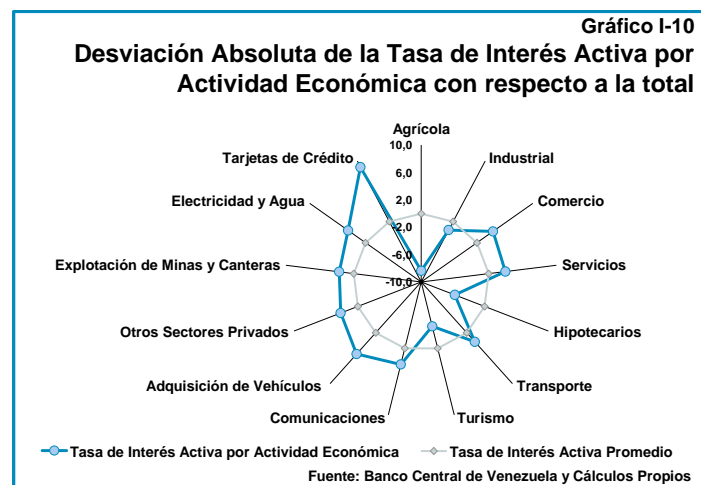 Gráfico I-10
Desviación Absoluta de la Tasa de Interés Activa por
Actividad Económica con respecto a la total
Agrícola
10,0
Tarjetas de Crédito
Industrial
6,0
Electricidad y Agua
2,0
Comercio
-2,0
Explotación de Minas y Canteras
-6,0
Servicios
-10,0
Otros Sectores Privados
Hipotecarios
Adquisición de Vehículos
Transporte
Comunicaciones
Turismo
Tasa de Interés Activa por Actividad Económica
Tasa de Interés Activa Promedio
Fuente: Banco Central de Venezuela y Cálculos Propios